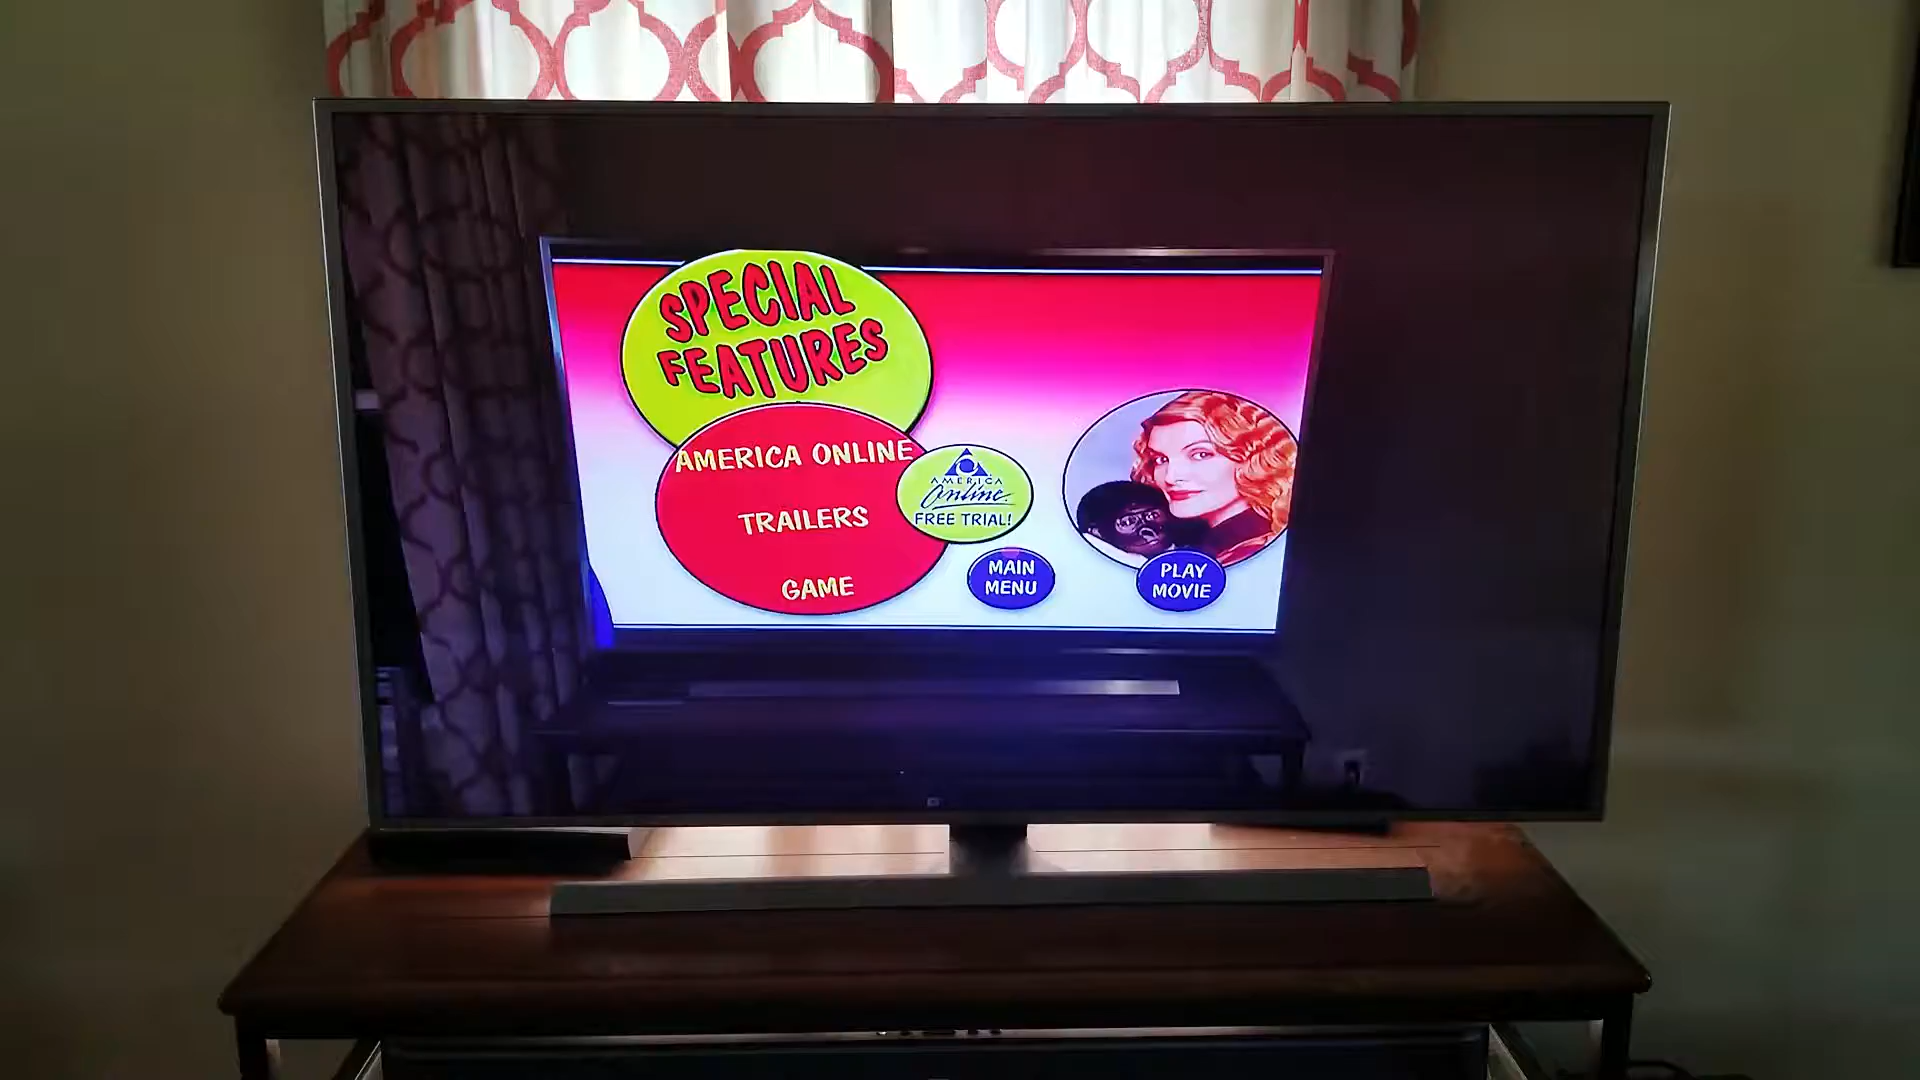 SPECIAL
FEATURES
AMERICA ONLINE
TRAILERS
GAME
AMERICA
Online
FREE TRIAL!
MAIN
MENU
PLAY
MOVIE